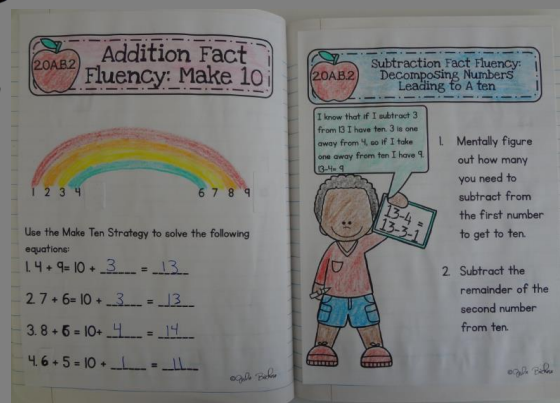 2.OA.B.2
Addition Fact
Fluency: Make 10
1 2 3 4 6 7 8 9
Use the Make Ten Strategy to solve the following
equations:
1. 4 + 9= 10 + 3 = 13
2. 7 + 6= 10 + 3 = 13
3. 8 + 6 = 10+ 4 = 14
4. 6 + 5 = 10 + 1 = 11
2.OA.B.2
Subtraction Fact Fluency:
Decomposing Numbers
Leading to A ten
I know that if I subtract 3
from 13 I have ten. 3 is one
away from 4, so if I take
one away from ten I have 9.
13-4= 9
13-4 =
13-3-1
1. Mentally figure
out how many
you need to
subtract from
the first number
to get to ten.
2. Subtract the
remainder of the
second number
from ten.